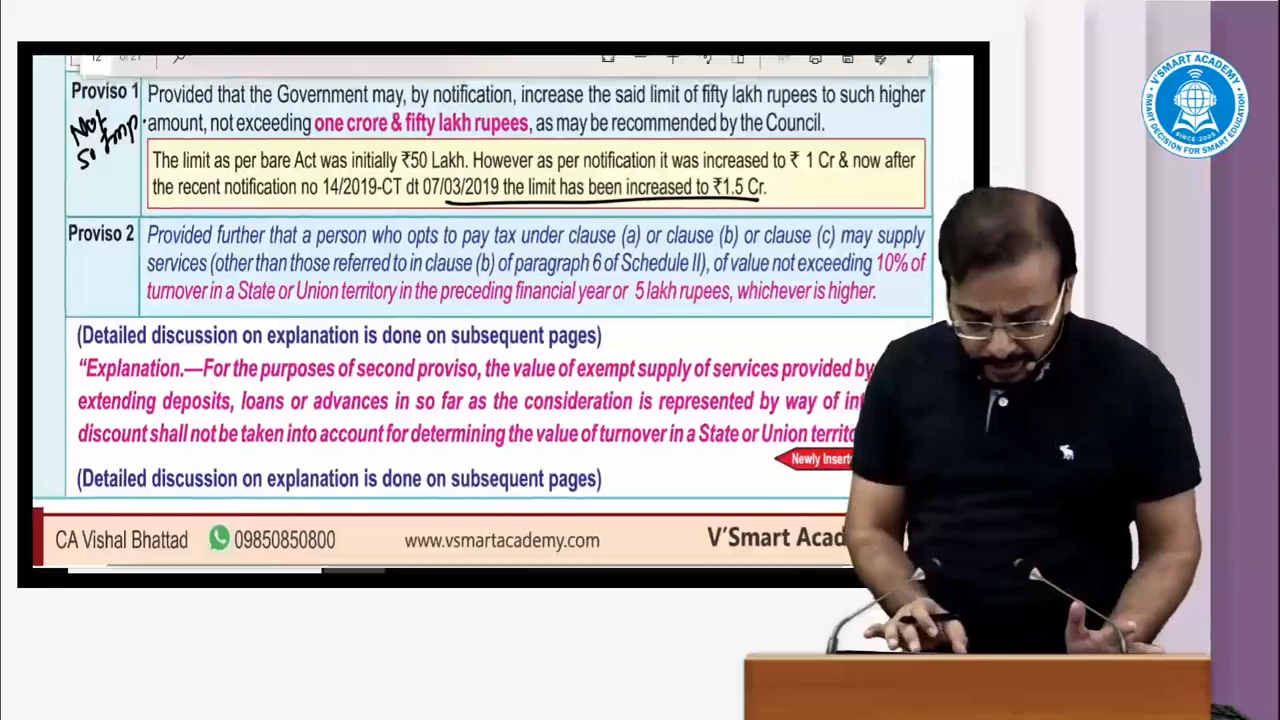 12 of 21
Proviso 1
Not
so Imp.
Provided that the Government may, by notification, increase the said limit of fifty lakh rupees to such higher
amount, not exceeding one crore & fifty lakh rupees, as may be recommended by the Council.
The limit as per bare Act was initially ₹50 Lakh. However as per notification it was increased to ₹ 1 Cr & now after
the recent notification no 14/2019-CT dt 07/03/2019 the limit has been increased to ₹1.5 Cr.
Proviso 2
Provided further that a person who opts to pay tax under clause (a) or clause (b) or clause (c) may supply
services (other than those referred to in clause (b) of paragraph 6 of Schedule II), of value not exceeding 10% of
turnover in a State or Union territory in the preceding financial year or 5 lakh rupees, whichever is higher.
(Detailed discussion on explanation is done on subsequent pages)
“Explanation.—For the purposes of second proviso, the value of exempt supply of services provided by
extending deposits, loans or advances in so far as the consideration is represented by way of
discount shall not be taken into account for determining the value of turnover in a State or Union
Newly
(Detailed discussion on explanation is done on subsequent pages)
CA Vishal Bhattad 09850850800 www.vsmartacademy.com V'Smart
V'SMART ACADEMY
SMART DECISION FOR SMART EDUCATION
SINCE-2005